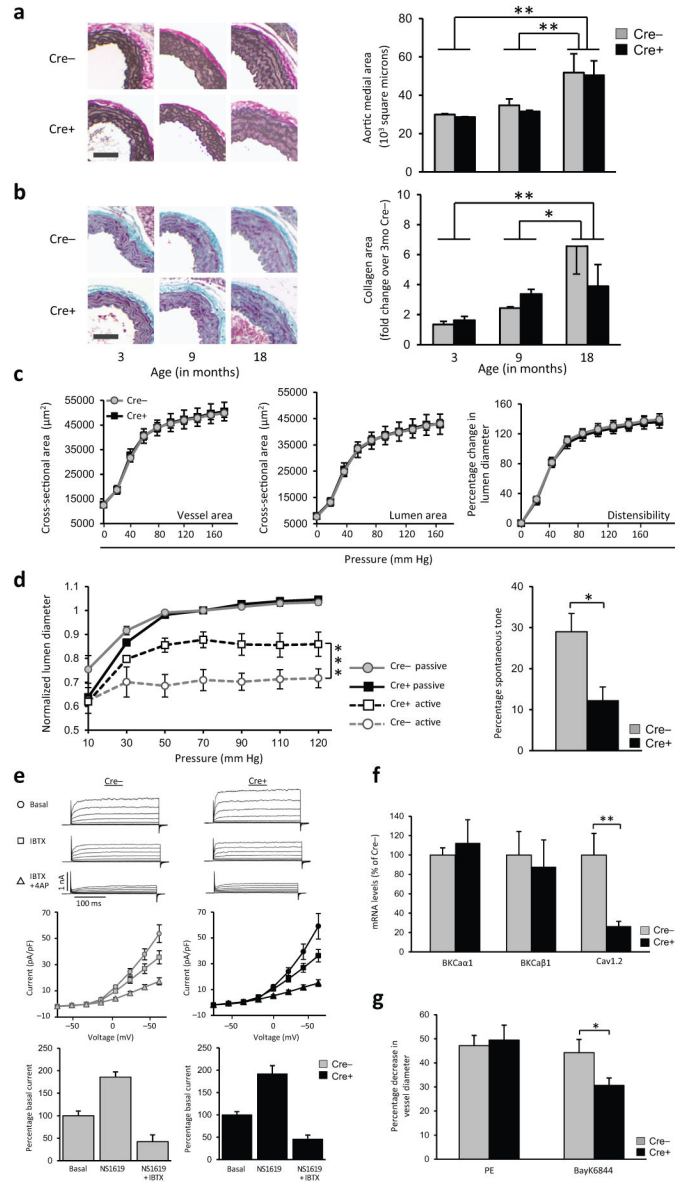 a
Cre–
Cre+
Aortic medial area
(10³ square microns)
80
60
40
20
0
**
**
Cre–
Cre+
b
Cre–
Cre+
3 9 18
Age (in months)
Collagen area
(fold change over 3mo Cre–)
10
8
6
4
2
0
**
*
3 9 18
Age (in months)
c
Cross-sectional area (µm²)
55000
45000
35000
25000
15000
5000
Cre–
Cre+
0 40 80 120 160
Vessel area
Cross-sectional area (µm²)
55000
45000
35000
25000
15000
5000
0 40 80 120 160
Lumen area
Percentage change in
lumen diameter
160
120
80
40
0
0 40 80 120 160
Distensibility
Pressure (mm Hg)
d
Normalized lumen diameter
1.1
1
0.9
0.8
0.7
0.6
0.5
10 30 50 70 90 110 120
Pressure (mm Hg)
***
Cre– passive
Cre+ passive
Cre+ active
Cre– active
Percentage spontaneous tone
40
30
20
10
0
*
Cre–
Cre+
e
Cre– Cre+
Basal
IBTX
IBTX
+4AP
1 nA
100 ms
Current (pA/pF)
70
50
30
10
–10
–50 0 50
Voltage (mV)
Current (pA/pF)
70
50
30
10
–10
–50 0 50
Voltage (mV)
Percentage basal current
250
200
150
100
50
0
Basal NS1619 NS1619
+IBTX
Cre–
Cre+
Percentage basal current
250
200
150
100
50
0
Basal NS1619 NS1619
+ IBTX
f
mRNA levels (% of Cre–)
160
140
120
100
80
60
40
20
0
**
BKCaα1 BKCaβ1 Cav1.2
Cre–
Cre+
g
Percentage decrease in
vessel diameter
60
50
40
30
20
10
0
*
PE BayK6844
Cre–
Cre+